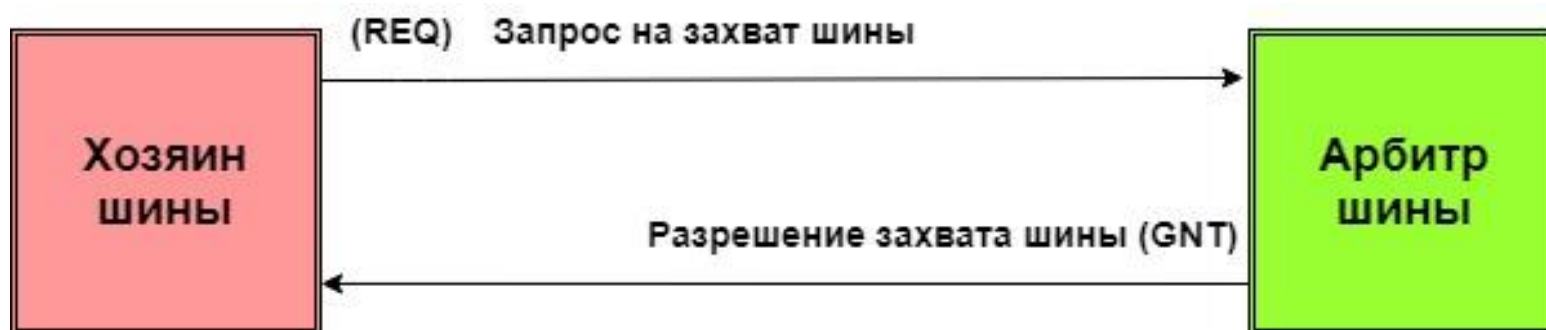 (REQ) Запрос на захват шины
Хозяин
шины
Арбитр
шины
Разрешение захвата шины (GNT)